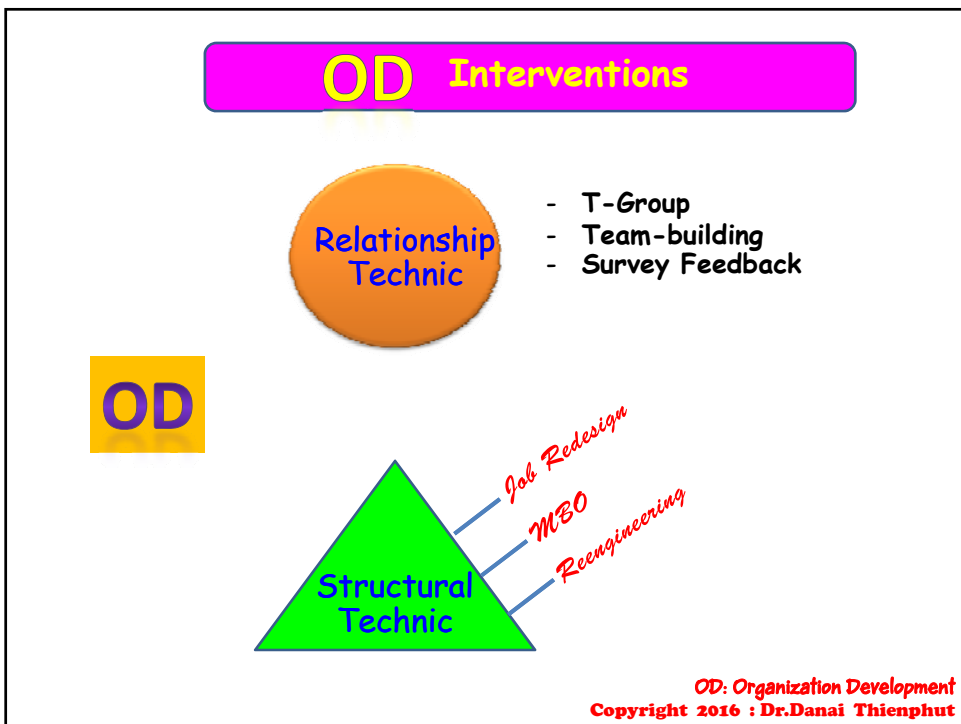 OD Interventions
Relationship
Technic
- T-Group
- Team-building
- Survey Feedback
OD
Job Redesign
MBO
Reengineering
Structural
Technic
OD: Organization Development
Copyright 2016 : Dr.Danai Thienphut